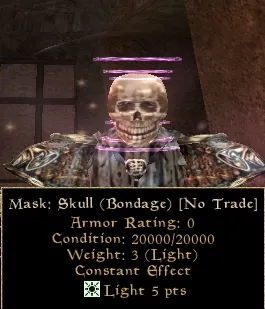 Mask: Skull (Bondage) [No Trade]
Armor Rating: 0
Condition: 20000/20000
Weight: 3 (Light)
Constant Effect
Light 5 pts